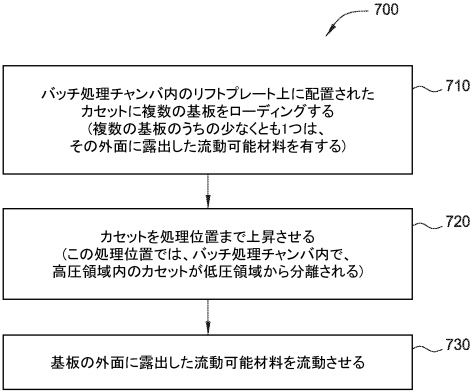 700
バッチ処理チャンバ内のリフトプレート上に配置された
カセットに複数の基板をローディングする
(複数の基板のうちの少なくとも1つは、
その外面に露出した流動可能材料を有する)
710
カセットを処理位置まで上昇させる
(この処理位置では、バッチ処理チャンバ内で、
高圧領域内のカセットが低圧領域から分離される)
720
基板の外面に露出した流動可能材料を流動させる
730